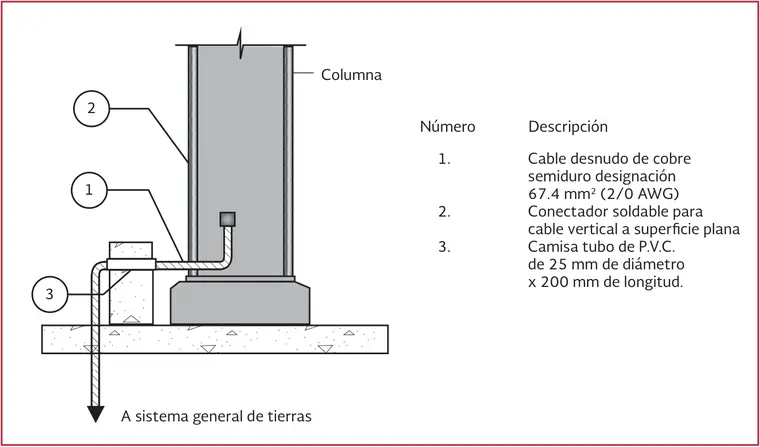 Columna
2
1
3
A sistema general de tierras
Número Descripción
1. Cable desnudo de cobre
semiduro designación
67.4 mm² (2/0 AWG)
2. Conectador soldable para
cable vertical a superficie plana
3. Camisa tubo de P.V.C.
de 25 mm de diámetro
x 200 mm de longitud.